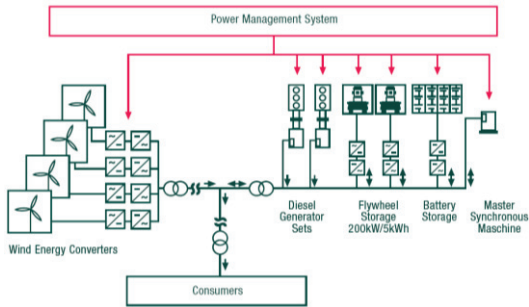 Power Management System
Wind Energy Converters
Diesel
Generator
Sets
Flywheel
Storage
200kW/5kWh
Battery
Storage
Master
Synchronous
Maschine
Consumers